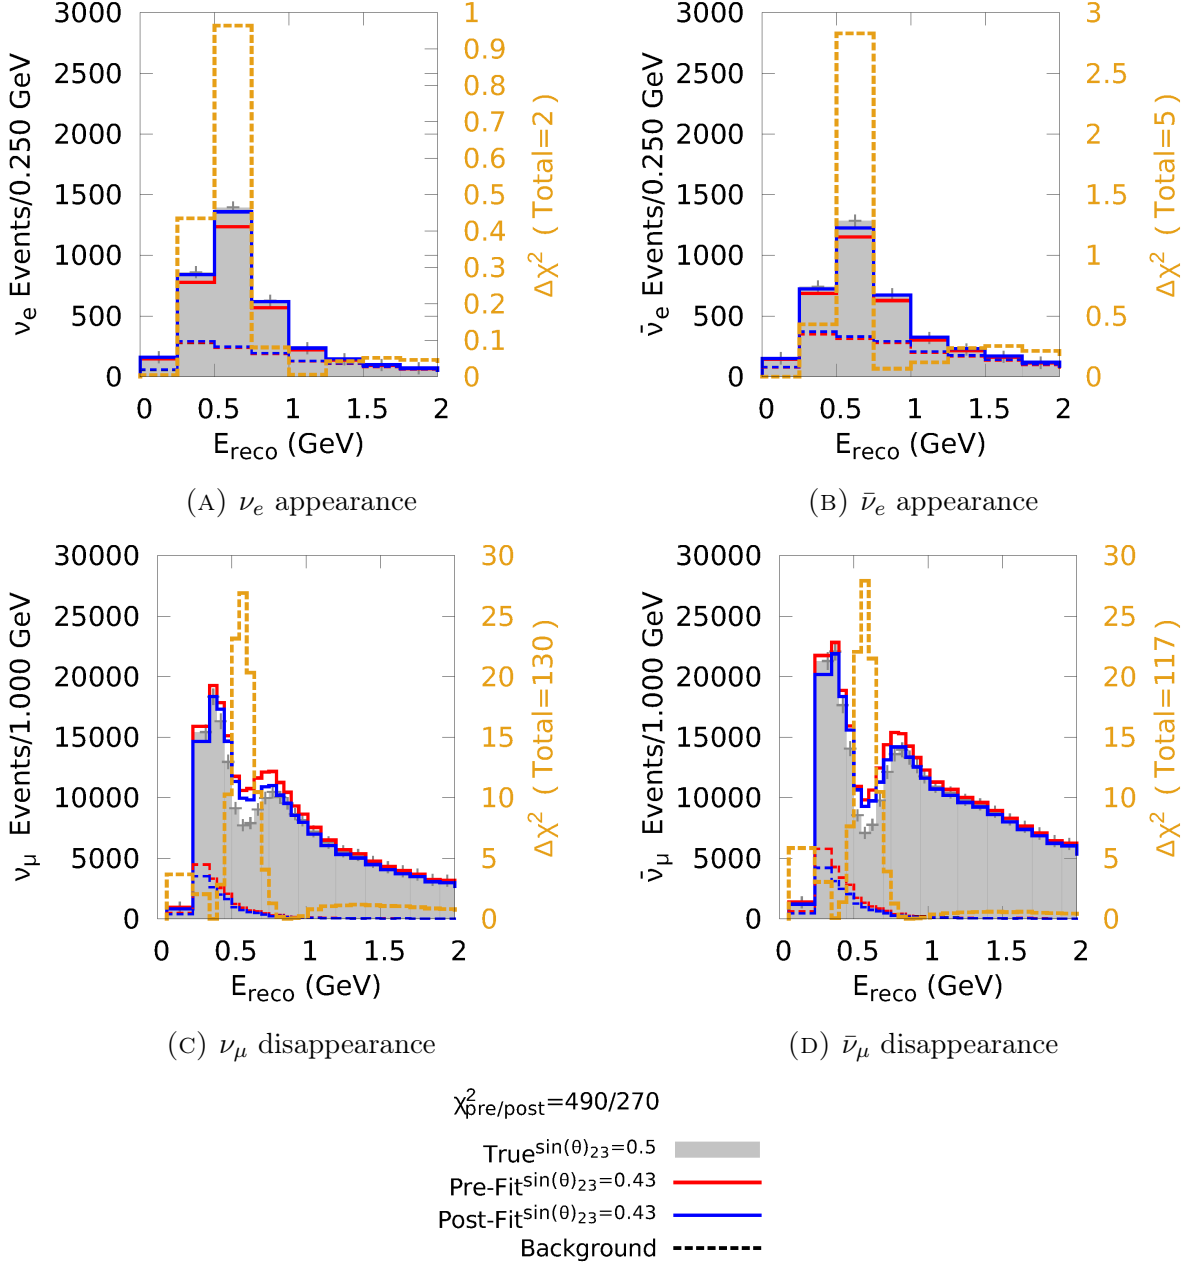 3000
2500
2000
1500
1000
500
0
νe Events/0.250 GeV
0 0.5 1 1.5 2
Ereco (GeV)
1
0.9
0.8
0.7
0.6
0.5
0.4
0.3
0.2
0.1
0
Δχ² ( Total=2 )
(A) νe appearance
3000
2500
2000
1500
1000
500
0
ν̄e Events/0.250 GeV
0 0.5 1 1.5 2
Ereco (GeV)
3
2.5
2
1.5
1
0.5
0
Δχ² ( Total=5 )
(B) ν̄e appearance
30000
25000
20000
15000
10000
5000
0
νμ Events/1.000 GeV
0 0.5 1 1.5 2
Ereco (GeV)
30
25
20
15
10
5
0
Δχ² ( Total=130 )
(C) νμ disappearance
30000
25000
20000
15000
10000
5000
0
ν̄μ Events/1.000 GeV
0 0.5 1 1.5 2
Ereco (GeV)
30
25
20
15
10
5
0
Δχ² ( Total=117 )
(D) ν̄μ disappearance
χ²pre/post=490/270
True sin(θ)23=0.5
Pre-Fit sin(θ)23=0.43
Post-Fit sin(θ)23=0.43
Background